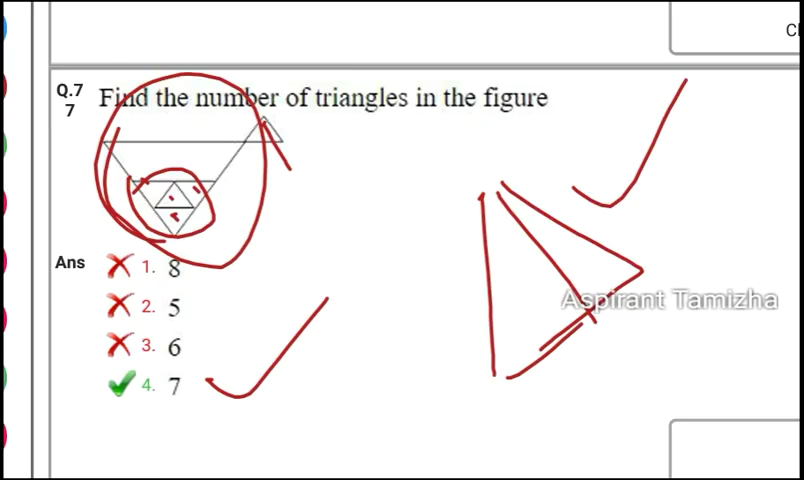 Cl
Q.7 Find the number of triangles in the figure
7
Ans 1. 8
2. 5
3. 6
4. 7
Aspirant Tamizha